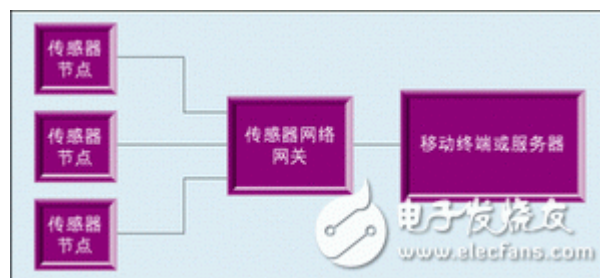 传感器
节点
传感器
节点
传感器
节点
传感器网络
网关
移动终端或服务器
电子发烧友
www.elecfans.com